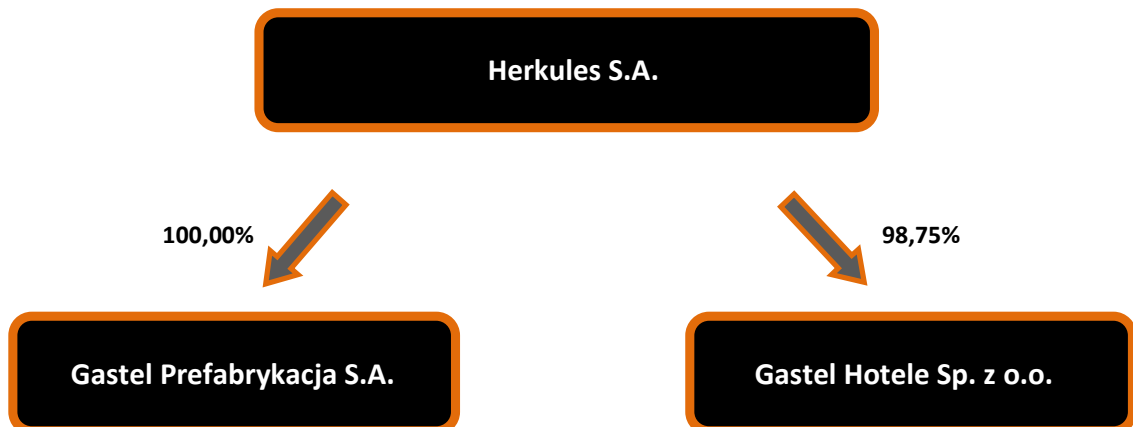 Herkules S.A.
100,00%
98,75%
Gastel Prefabrykacja S.A.
Gastel Hotele Sp. z o.o.